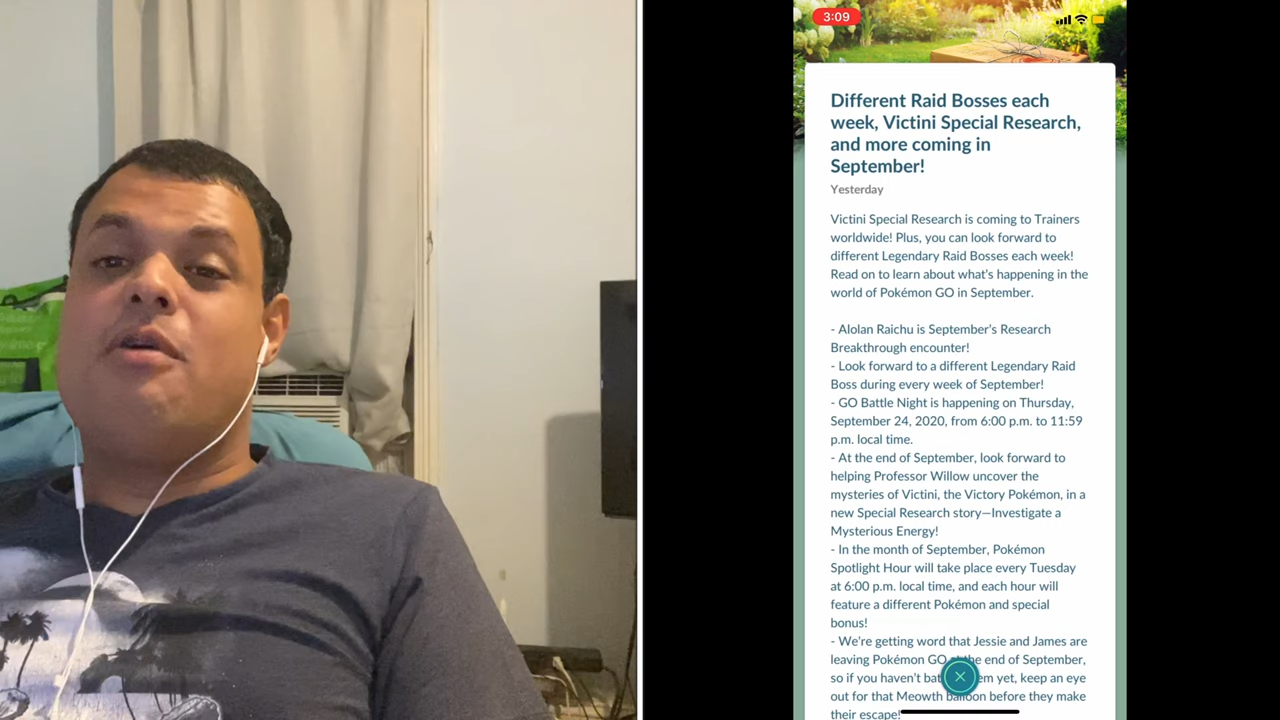 3:09
Different Raid Bosses each
week, Victini Special Research,
and more coming in
September!
Yesterday
Victini Special Research is coming to Trainers
worldwide! Plus, you can look forward to
different Legendary Raid Bosses each week!
Read on to learn about what's happening in the
world of Pokémon GO in September.
- Alolan Raichu is September's Research
Breakthrough encounter!
- Look forward to a different Legendary Raid
Boss during every week of September!
- GO Battle Night is happening on Thursday,
September 24, 2020, from 6:00 p.m. to 11:59
p.m. local time.
- At the end of September, look forward to
helping Professor Willow uncover the
mysteries of Victini, the Victory Pokémon, in a
new Special Research story—Investigate a
Mysterious Energy!
- In the month of September, Pokémon
Spotlight Hour will take place every Tuesday
at 6:00 p.m. local time, and each hour will
feature a different Pokémon and special
bonus!
- We're getting word that Jessie and James are
leaving Pokémon GO the end of September,
so if you haven't yet, keep an eye
out for that Meowth balloon before they make
their escape!